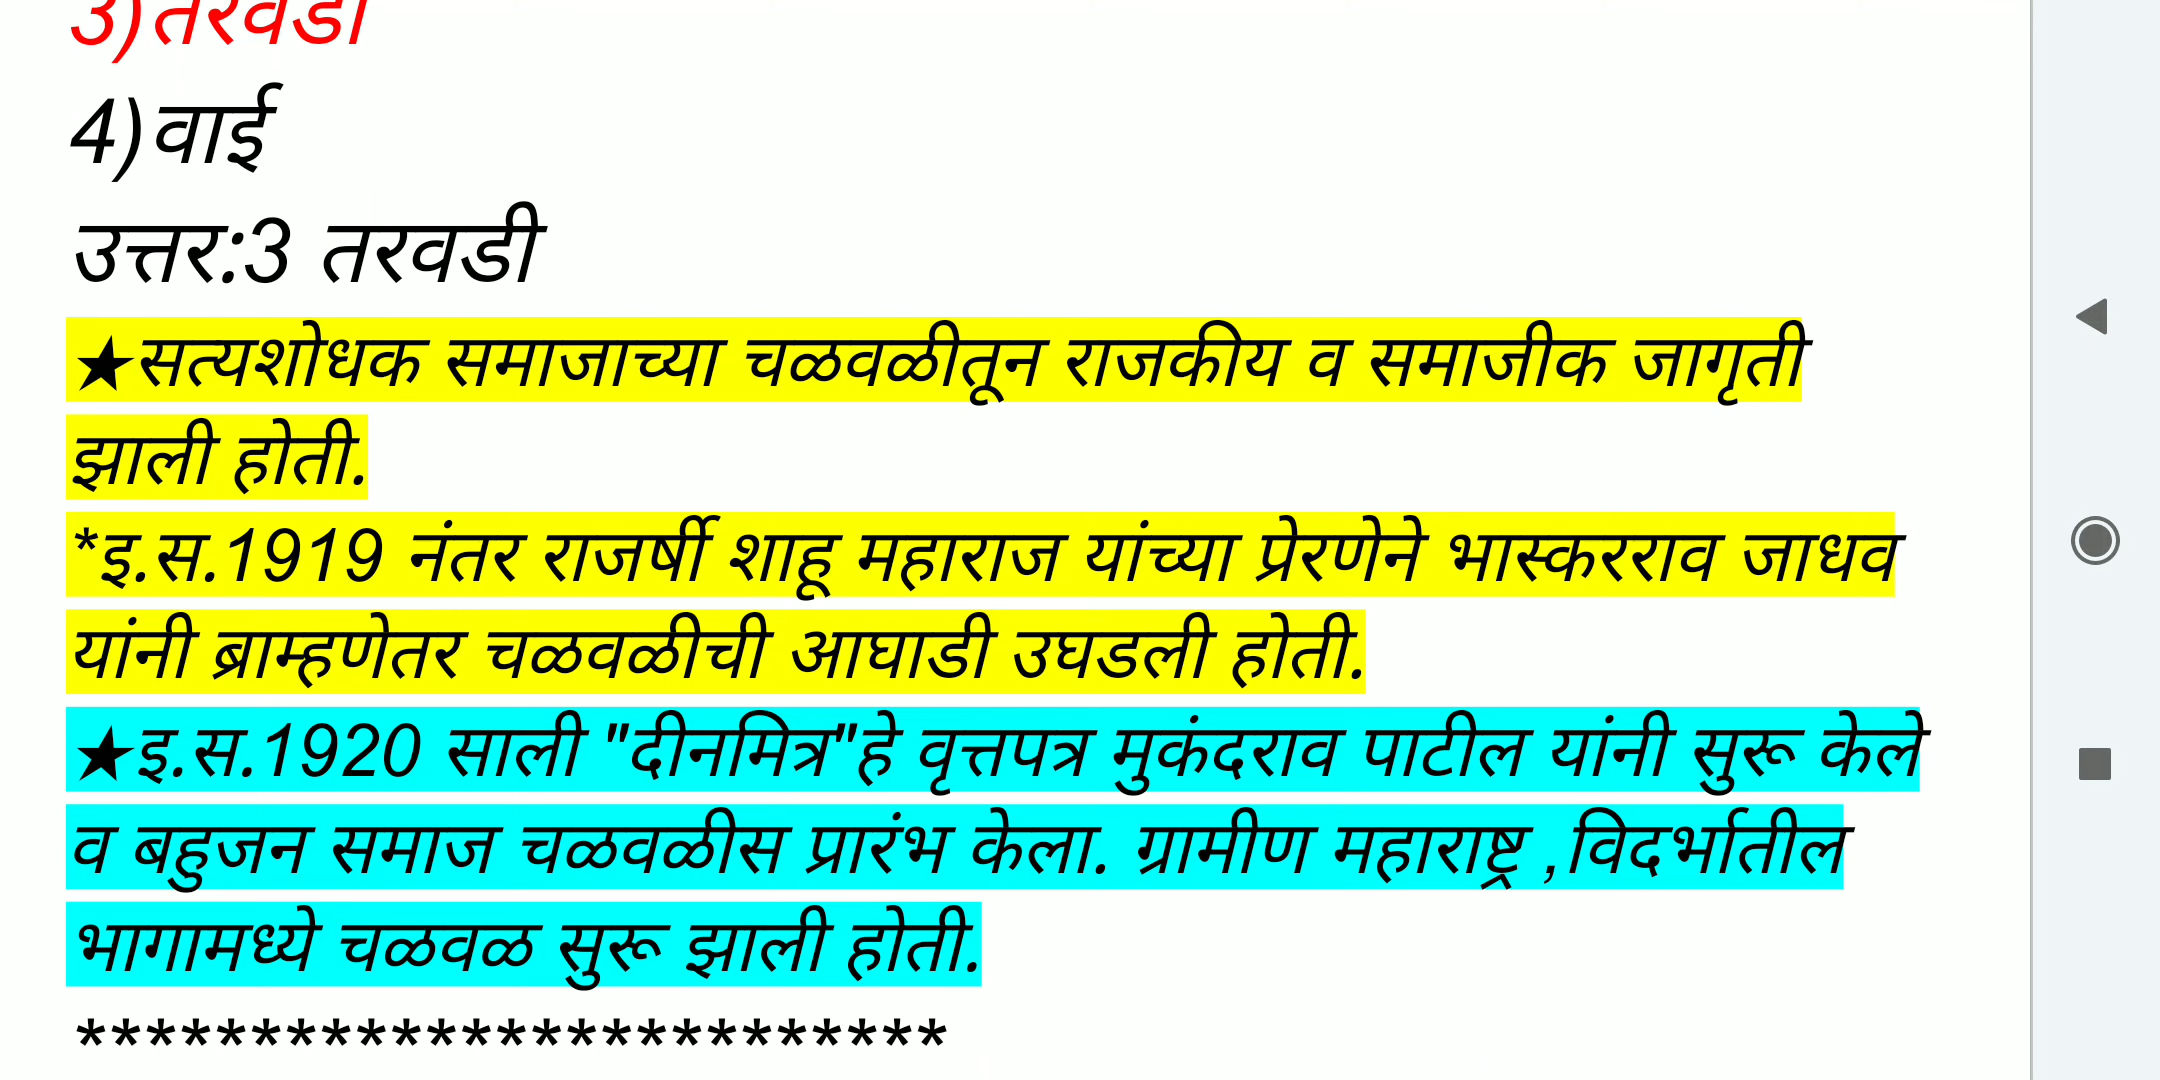 3)तरवडी
4)वाई
उत्तर:3 तरवडी
★सत्यशोधक समाजाच्या चळवळीतून राजकीय व समाजीक जागृती
झाली होती.
*इ.स.1919 नंतर राजर्षी शाहू महाराज यांच्या प्रेरणेने भास्करराव जाधव
यांनी ब्राम्हणेतर चळवळीची आघाडी उघडली होती.
★इ.स.1920 साली "दीनमित्र"हे वृत्तपत्र मुकंदराव पाटील यांनी सुरू केले
व बहुजन समाज चळवळीस प्रारंभ केला. ग्रामीण महाराष्ट्र ,विदर्भातील
भागामध्ये चळवळ सुरू झाली होती.
*************************